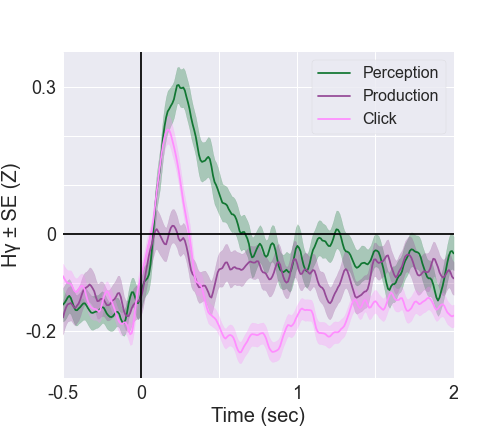 Perception
Production
Click
0.3
0
-0.2
Hγ ± SE (Z)
-0.5 0 1 2
Time (sec)